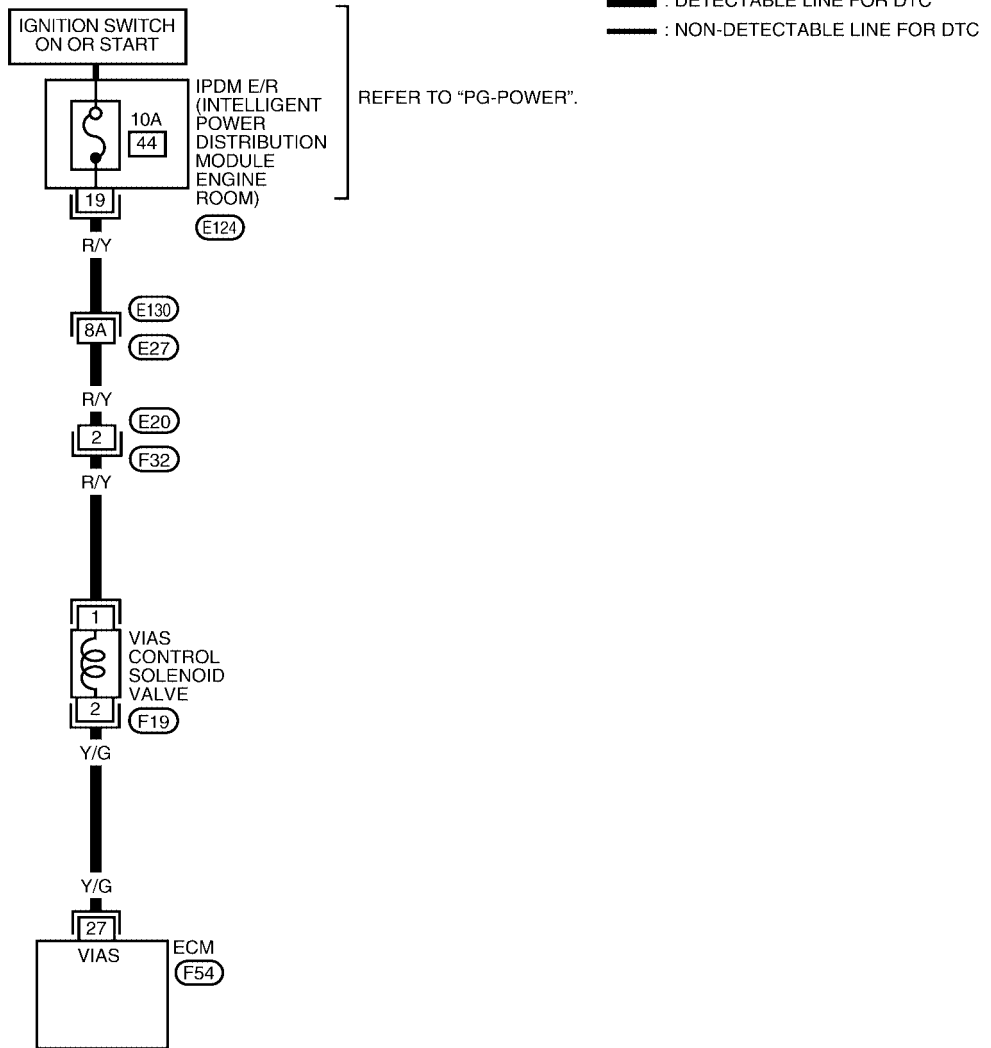 : DETECTABLE LINE FOR DTC
: NON-DETECTABLE LINE FOR DTC
IGNITION SWITCH
ON OR START
IPDM E/R
(INTELLIGENT
POWER
DISTRIBUTION
MODULE
ENGINE
ROOM)
REFER TO “PG-POWER”.
10A
44
19
E124
R/Y
E130
8A
E27
R/Y
E20
2
F32
R/Y
1
VIAS
CONTROL
SOLENOID
VALVE
2
F19
Y/G
Y/G
27
VIAS
ECM
F54